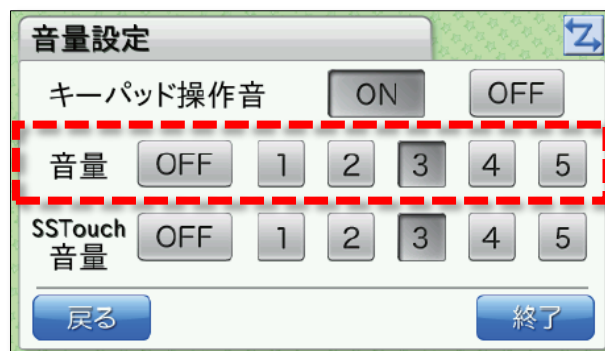 音量設定
キーパッド操作音 ON OFF
音量 OFF 1 2 3 4 5
SSTouch
音量 OFF 1 2 3 4 5
戻る 終了